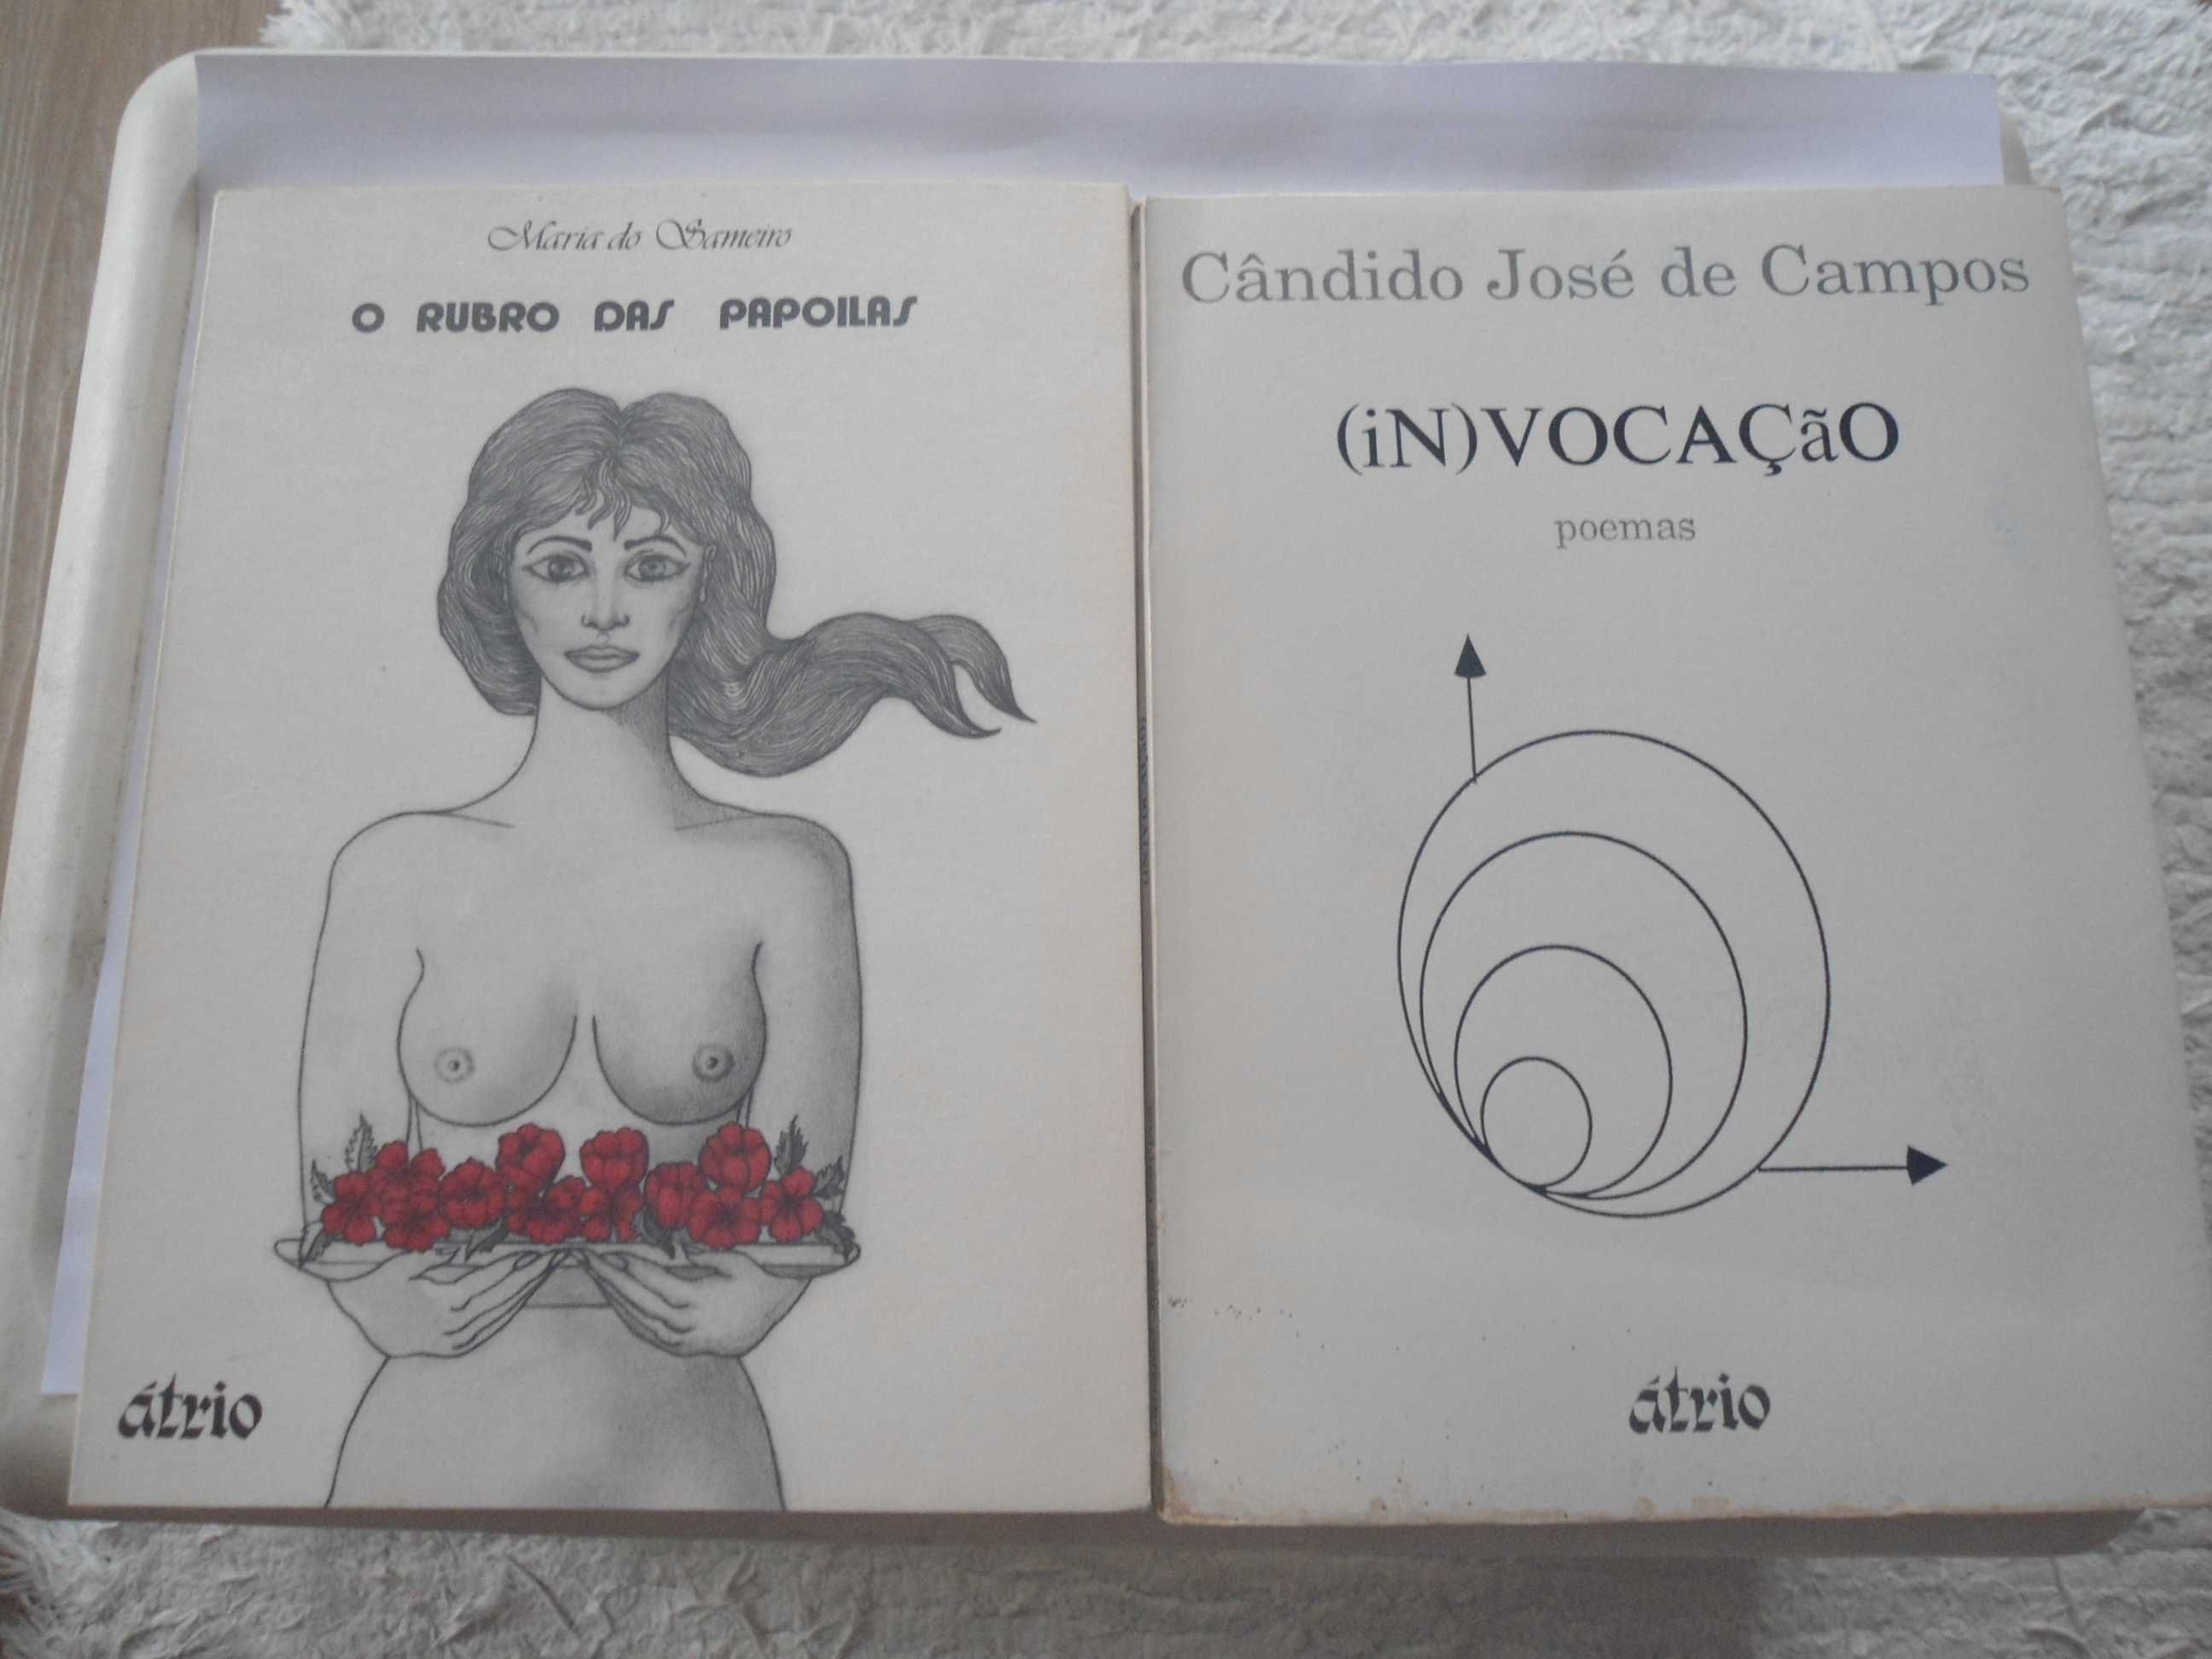 Maria do Sameiro
O RUBRO DAS PAPOILAS
átrio
Cândido José de Campos
(iN)VOCAÇãO
poemas
átrio